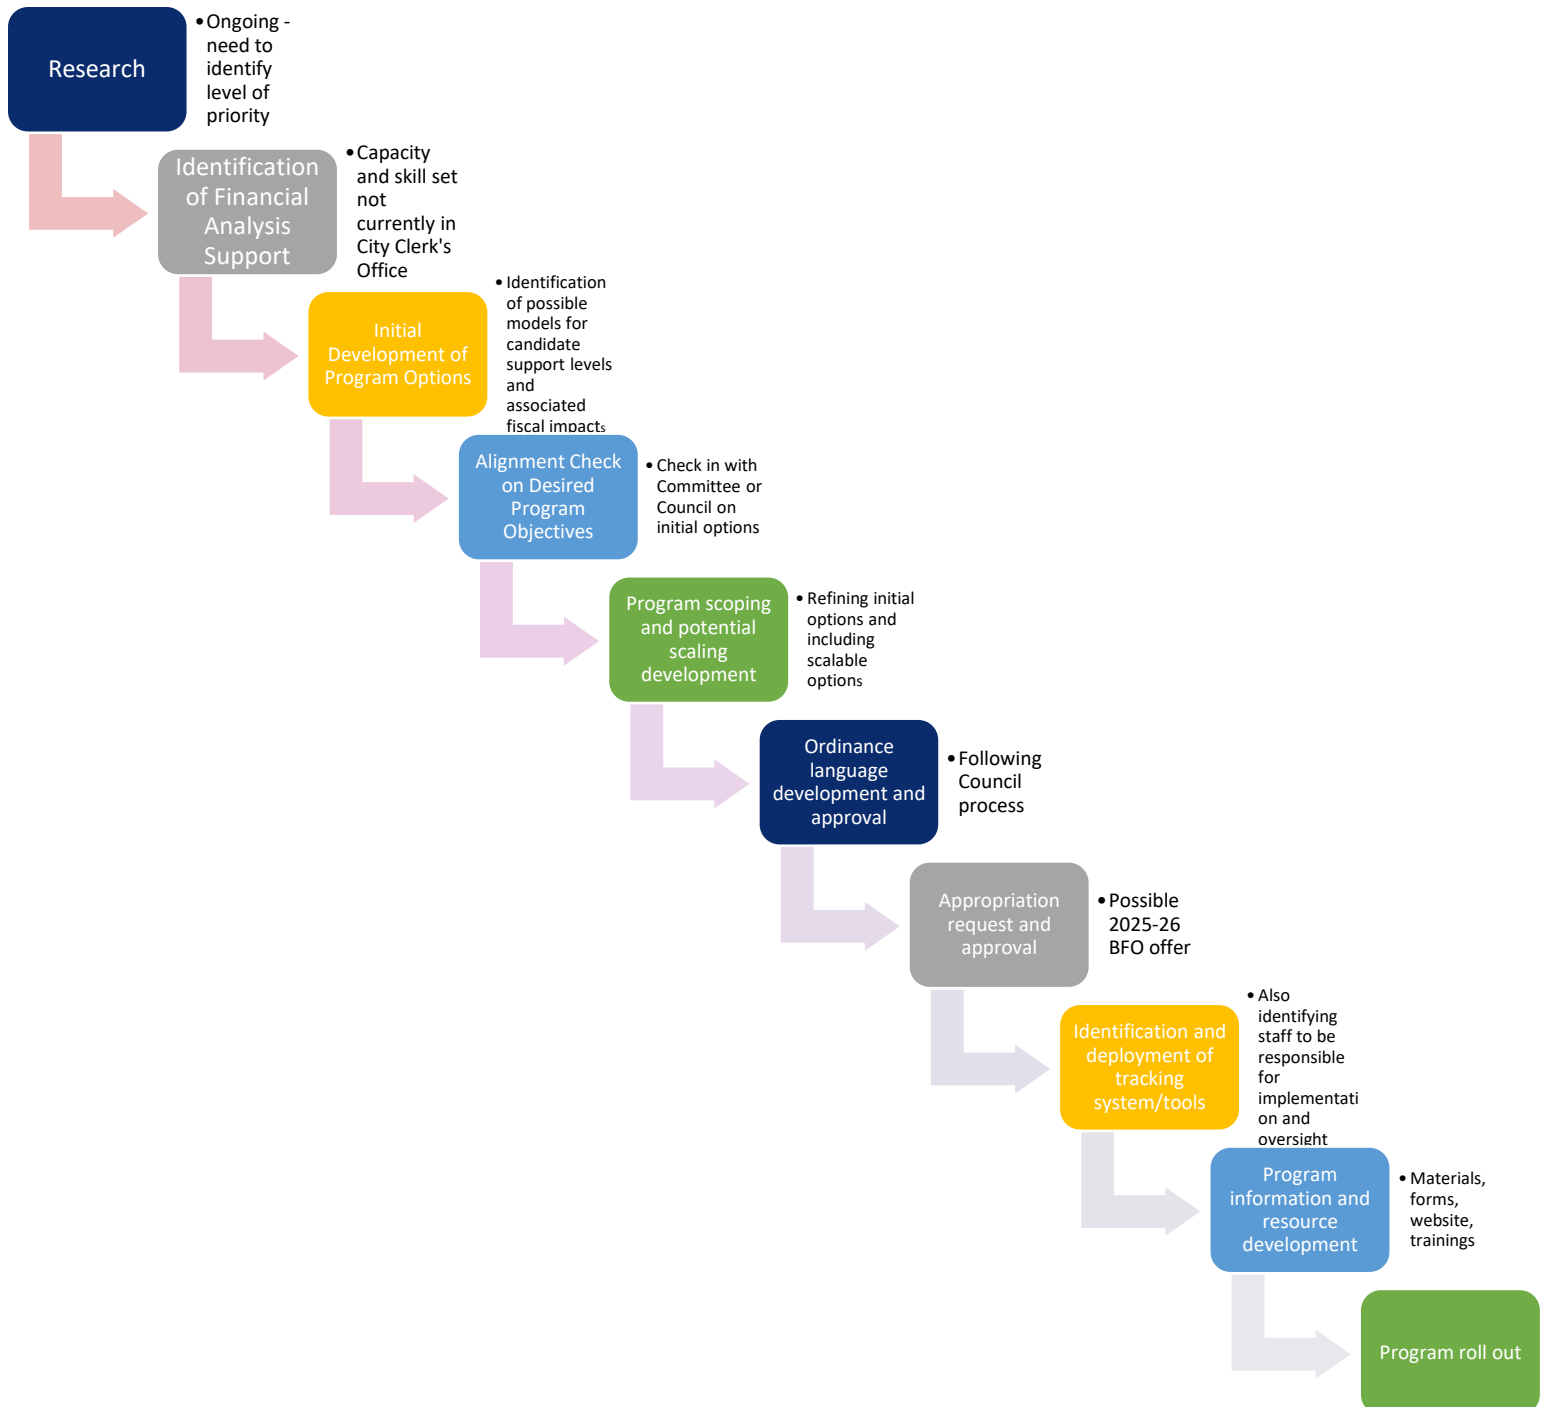 Research
•Ongoing -
need to
identify
level of
priority
Identification
of Financial
Analysis
Support
•Capacity
and skill set
not
currently in
City Clerk's
Office
Initial
Development of
Program Options
•Identification
of possible
models for
candidate
support levels
and
associated
fiscal impacts
Alignment Check
on Desired
Program
Objectives
•Check in with
Committee or
Council on
initial options
Program scoping
and potential
scaling
development
•Refining initial
options and
including
scalable
options
Ordinance
language
development and
approval
•Following
Council
process
Appropriation
request and
approval
•Possible
2025-26
BFO offer
Identification and
deployment of
tracking
system/tools
•Also
identifying
staff to be
responsible
for
implementati
on and
oversight
Program
information and
resource
development
•Materials,
forms,
website,
trainings
Program roll out